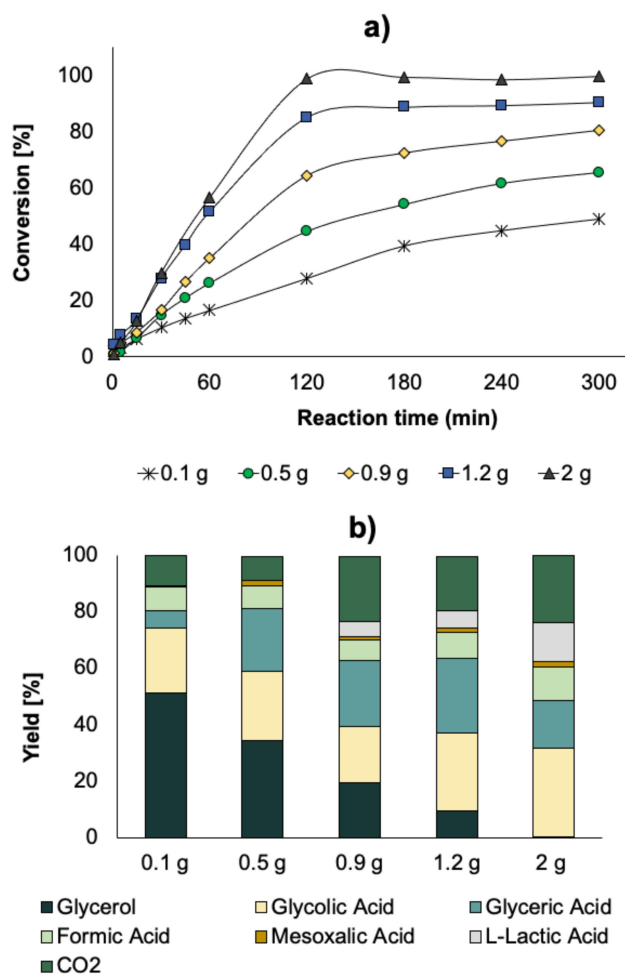 a)
Conversion [%]
100
80
60
40
20
0
0 60 120 180 240 300
Reaction time (min)
0.1 g 0.5 g 0.9 g 1.2 g 2 g
b)
Yield [%]
100
80
60
40
20
0
0.1 g 0.5 g 0.9 g 1.2 g 2 g
Glycerol Glycolic Acid Glyceric Acid
Formic Acid Mesoxalic Acid L-Lactic Acid
CO2